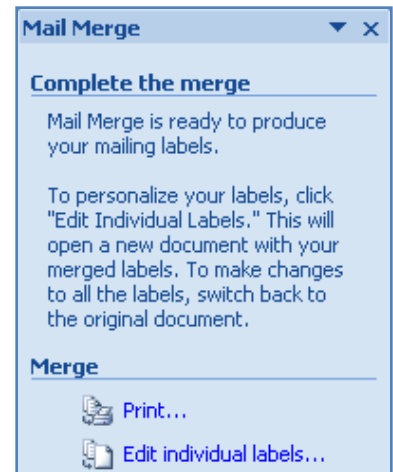 Mail Merge
Complete the merge
Mail Merge is ready to produce
your mailing labels.
To personalize your labels, click
"Edit Individual Labels." This will
open a new document with your
merged labels. To make changes
to all the labels, switch back to
the original document.
Merge
Print...
Edit individual labels...